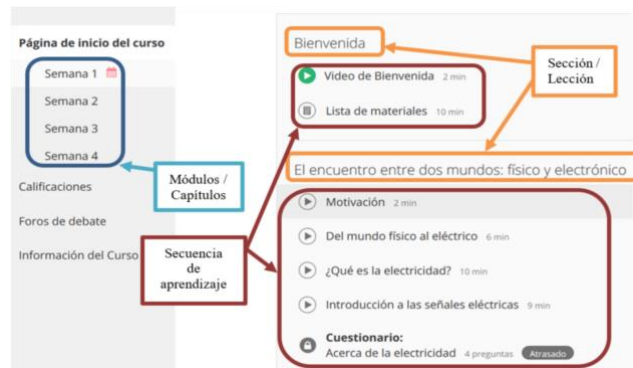 Página de inicio del curso
Semana 1
Semana 2
Semana 3
Semana 4
Calificaciones
Foros de debate
Información del Curso
Módulos /
Capítulos
Secuencia
de
aprendizaje
Bienvenida
Video de Bienvenida 2 min
Lista de materiales 10 min
Sección /
Lección
El encuentro entre dos mundos: físico y electrónico
Motivación 2 min
Del mundo físico al eléctrico 6 min
¿Qué es la electricidad? 10 min
Introducción a las señales eléctricas 9 min
Cuestionario:
Acerca de la electricidad 4 preguntas Atrasado